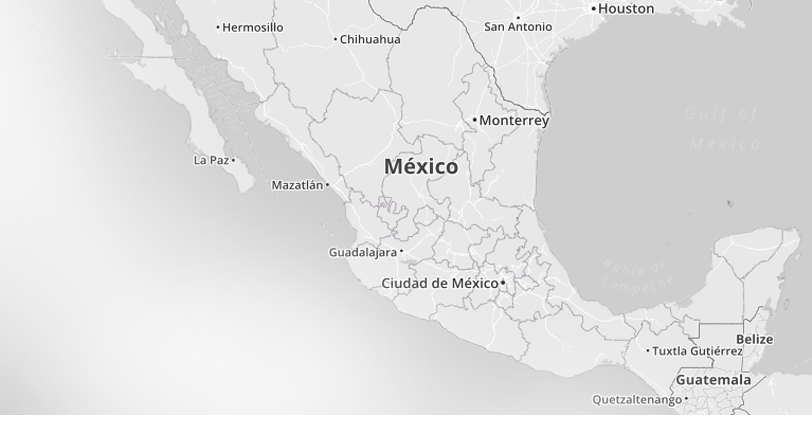 Houston
Hermosillo
San Antonio
Chihuahua
Gulf of
Mexico
Monterrey
La Paz
México
Mazatlán
Guadalajara
Bahía de
Campeche
Ciudad de México
Belize
Tuxtla Gutiérrez
Guatemala
Quetzaltenango